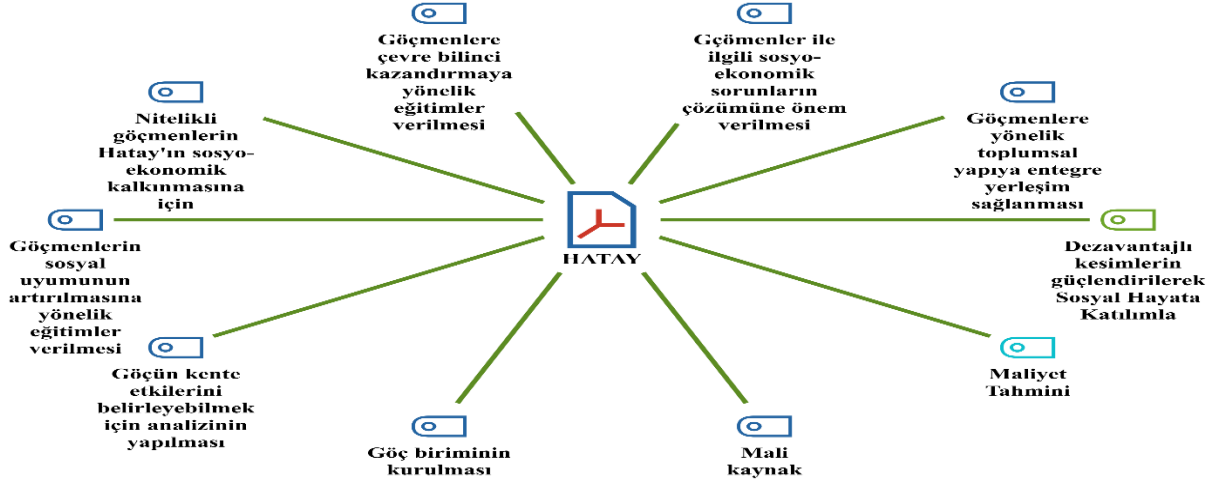 Göçmenlere
çevre bilinci
kazandırmaya
yönelik
eğitimler
verilmesi
Gçömenler ile
ilgili sosyo-
ekonomik
sorunların
çözümüne önem
verilmesi
Nitelikli
göçmenlerin
Hatay'ın sosyo-
ekonomik
kalkınmasına
için
Göçmenlere
yönelik
toplumsal
yapıya entegre
yerleşim
sağlanması
HATAY
Göçmenlerin
sosyal
uyumunun
artırılmasına
yönelik
eğitimler
verilmesi
Dezavantajlı
kesimlerin
güçlendirilerek
Sosyal Hayata
Katılımla
Göçün kente
etkilerini
belirleyebilmek
için analizinin
yapılması
Maliyet
Tahmini
Göç biriminin
kurulması
Mali
kaynak